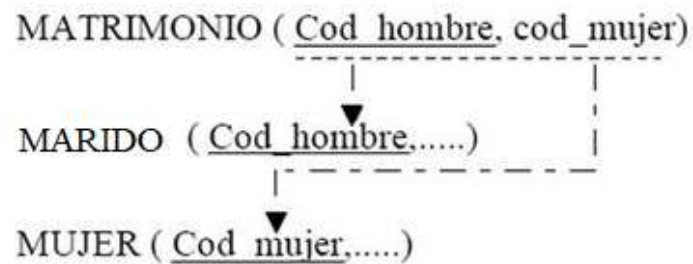 MATRIMONIO ( Cod_hombre, cod_mujer)
MARIDO ( Cod_hombre,.....)
MUJER ( Cod_mujer,.....)